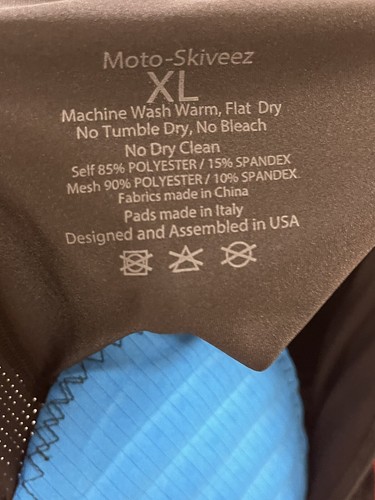 Moto-Skiveez
XL
Machine Wash Warm, Flat Dry
No Tumble Dry, No Bleach
No Dry Clean
Self 85% POLYESTER / 15% SPANDEX
Mesh 90% POLYESTER / 10% SPANDEX
Fabrics made in China
Pads made in Italy
Designed and Assembled in USA